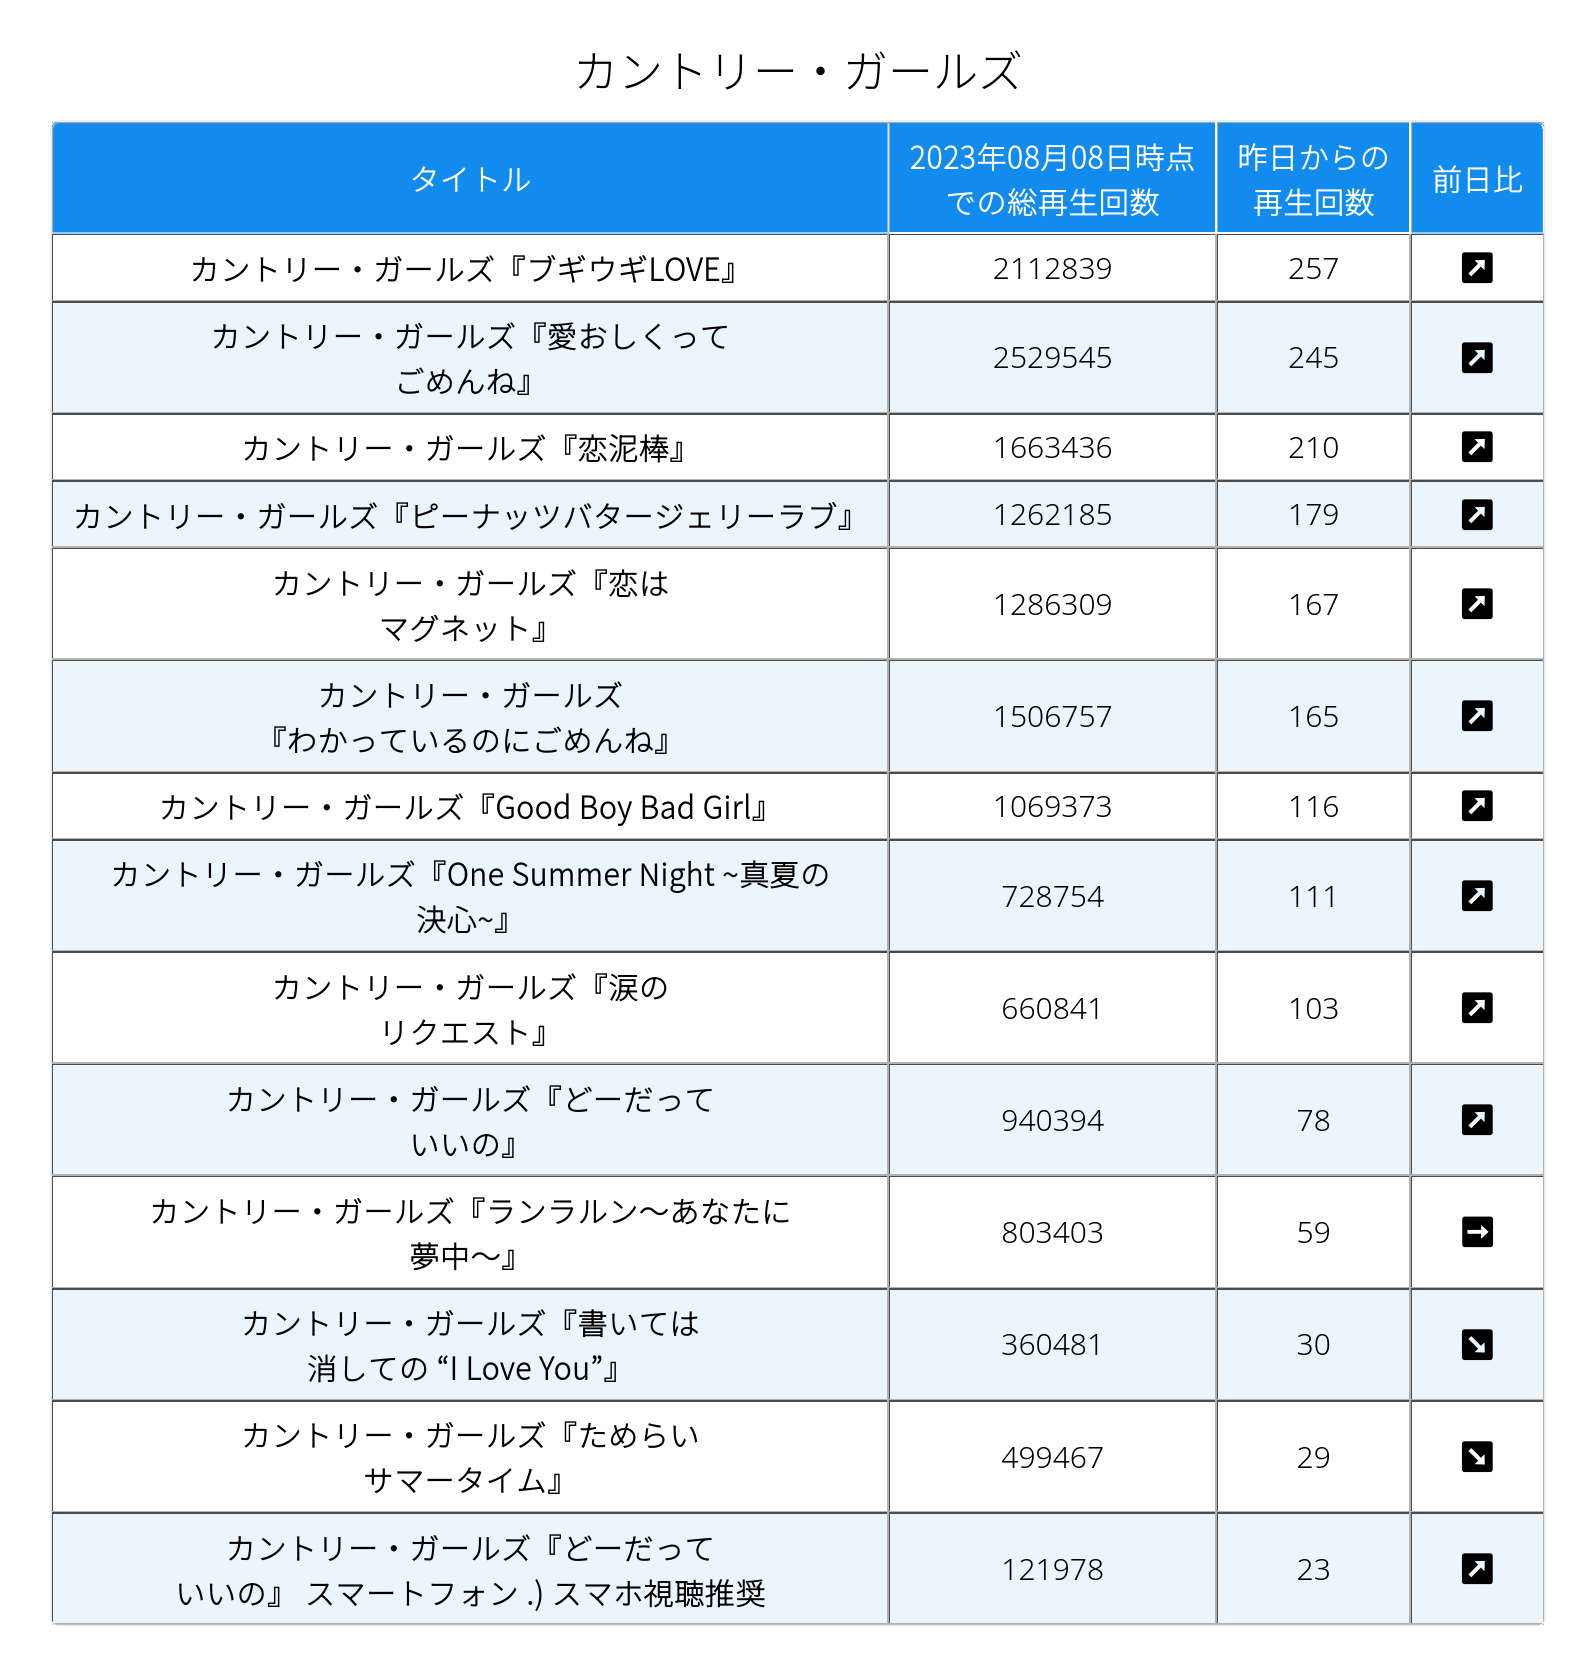 カントリー・ガールズ
タイトル
2023年08月08日時点
での総再生回数
昨日からの
再生回数
前日比
カントリー・ガールズ『ブギウギLOVE』
2112839
257
カントリー・ガールズ『愛おしくって
ごめんね』
2529545
245
カントリー・ガールズ『恋泥棒』
1663436
210
カントリー・ガールズ『ピーナッツバタージェリーラブ』
1262185
179
カントリー・ガールズ『恋は
マグネット』
1286309
167
カントリー・ガールズ
『わかっているのにごめんね』
1506757
165
カントリー・ガールズ『Good Boy Bad Girl』
1069373
116
カントリー・ガールズ『One Summer Night ~真夏の
決心~』
728754
111
カントリー・ガールズ『涙の
リクエスト』
660841
103
カントリー・ガールズ『どーだって
いいの』
940394
78
カントリー・ガールズ『ランラルン〜あなたに
夢中〜』
803403
59
カントリー・ガールズ『書いては
消しての “I Love You”』
360481
30
カントリー・ガールズ『ためらい
サマータイム』
499467
29
カントリー・ガールズ『どーだって
いいの』 スマートフォン .) スマホ視聴推奨
121978
23